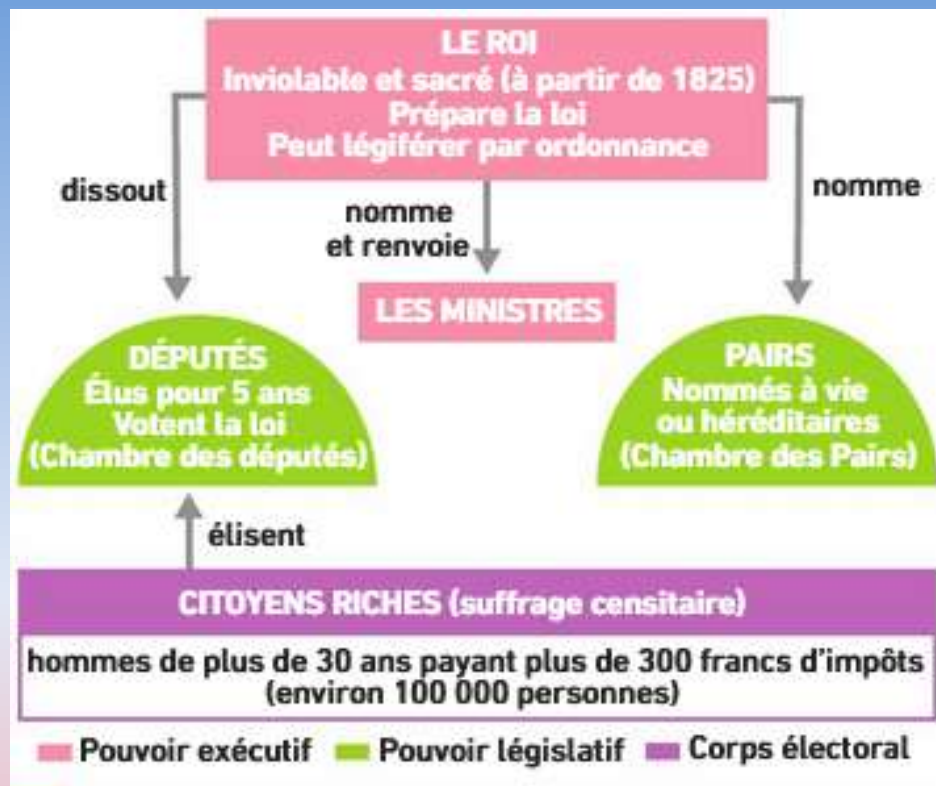 LE ROI
Inviolable et sacré (à partir de 1825)
Prépare la loi
Peut légiférer par ordonnance
dissout
nomme
et renvoie
nomme
LES MINISTRES
DÉPUTÉS
Élus pour 5 ans
Votent la loi
(Chambre des députés)
PAIRS
Nommés à vie
ou héréditaires
(Chambre des Pairs)
élisent
CITOYENS RICHES (suffrage censitaire)
hommes de plus de 30 ans payant plus de 300 francs d'impôts
(environ 100 000 personnes)
Pouvoir exécutif Pouvoir législatif Corps électoral